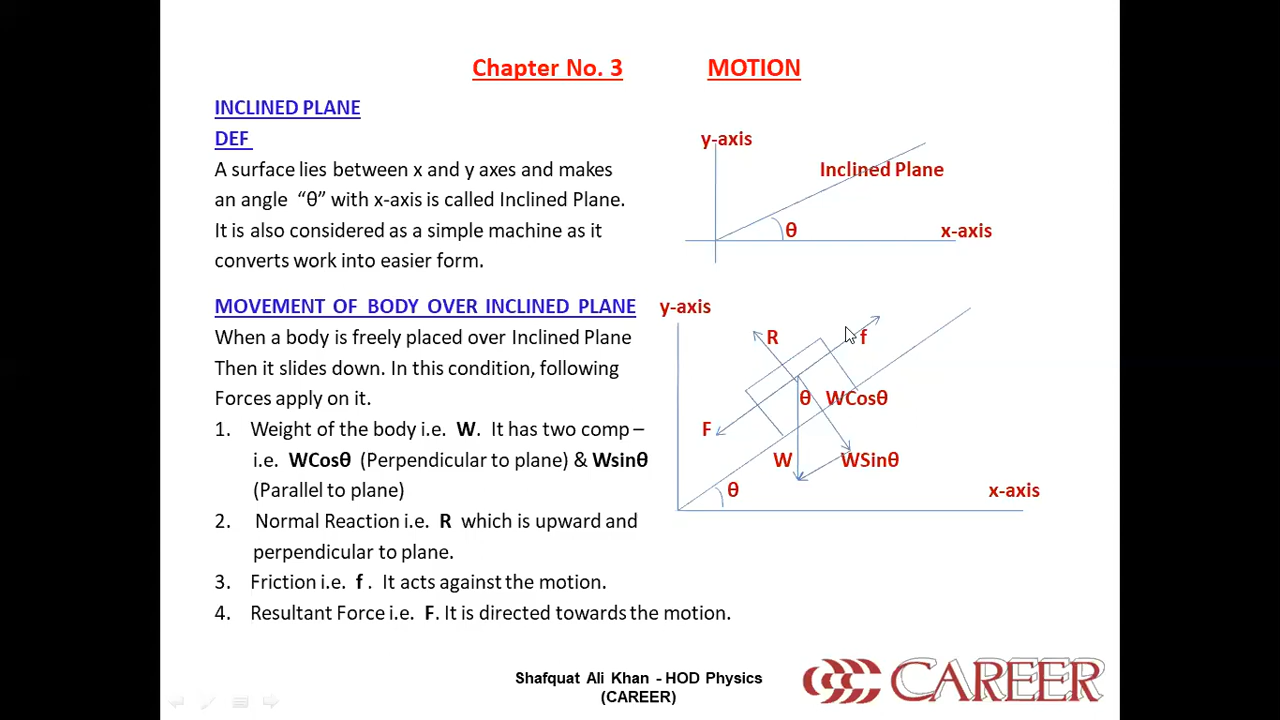 Chapter No. 3 MOTION
INCLINED PLANE
DEF
A surface lies between x and y axes and makes
an angle “θ” with x-axis is called Inclined Plane.
It is also considered as a simple machine as it
converts work into easier form.
y-axis
Inclined Plane
θ
x-axis
MOVEMENT OF BODY OVER INCLINED PLANE
When a body is freely placed over Inclined Plane
Then it slides down. In this condition, following
Forces apply on it.
1. Weight of the body i.e. W. It has two comp –
i.e. WCosθ (Perpendicular to plane) & Wsinθ
(Parallel to plane)
2. Normal Reaction i.e. R which is upward and
perpendicular to plane.
3. Friction i.e. f . It acts against the motion.
4. Resultant Force i.e. F. It is directed towards the motion.
y-axis
R
f
θ WCosθ
F
W
WSinθ
θ
x-axis
Shafquat Ali Khan - HOD Physics
(CAREER)
CAREER